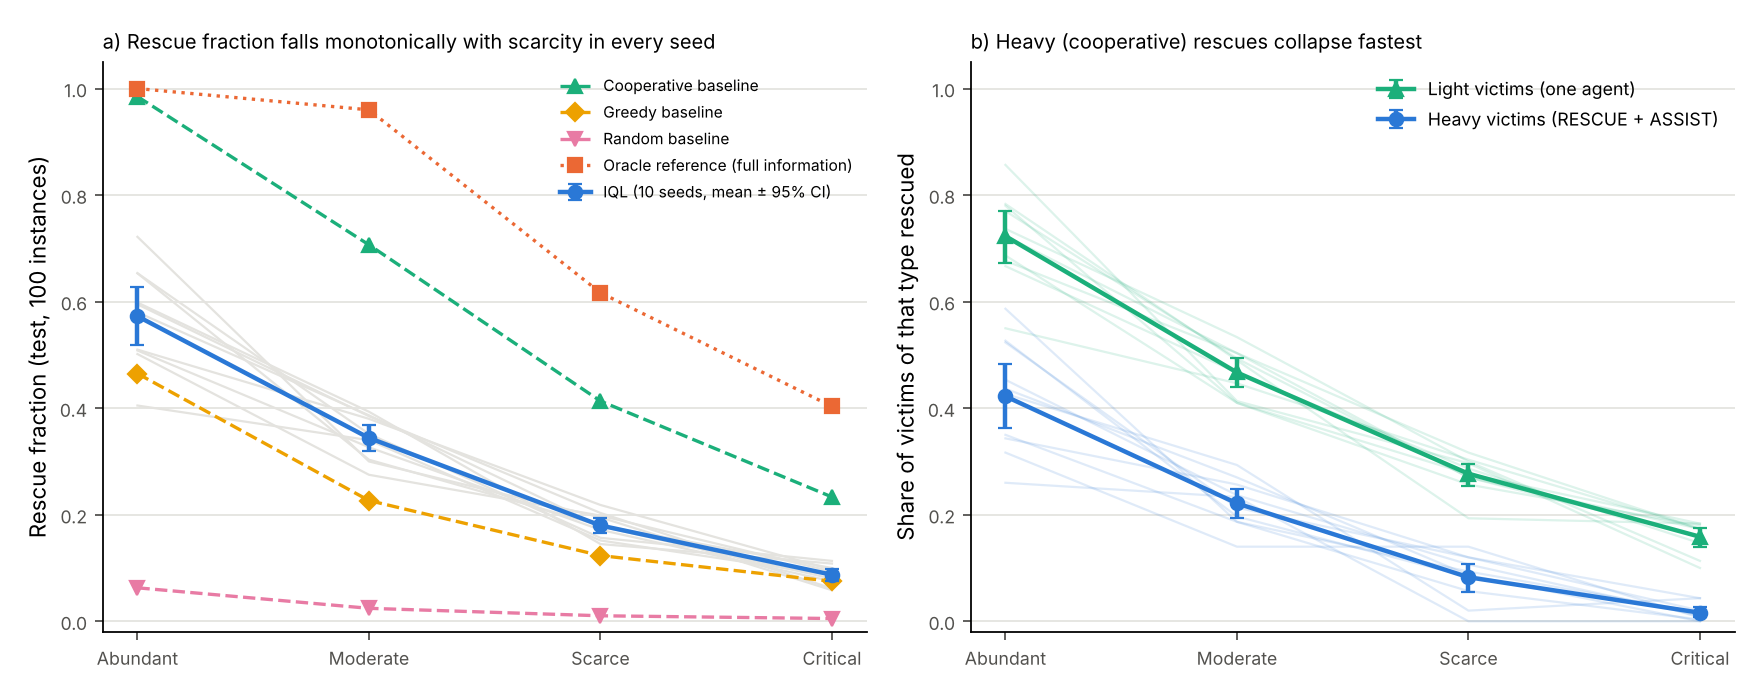 a) Rescue fraction falls monotonically with scarcity in every seed
Rescue fraction (test, 100 instances)
1.0
0.8
0.6
0.4
0.2
0.0
Cooperative baseline
Greedy baseline
Random baseline
Oracle reference (full information)
IQL (10 seeds, mean ± 95% CI)
Abundant
Moderate
Scarce
Critical
b) Heavy (cooperative) rescues collapse fastest
Share of victims of that type rescued
1.0
0.8
0.6
0.4
0.2
0.0
Light victims (one agent)
Heavy victims (RESCUE + ASSIST)
Abundant
Moderate
Scarce
Critical